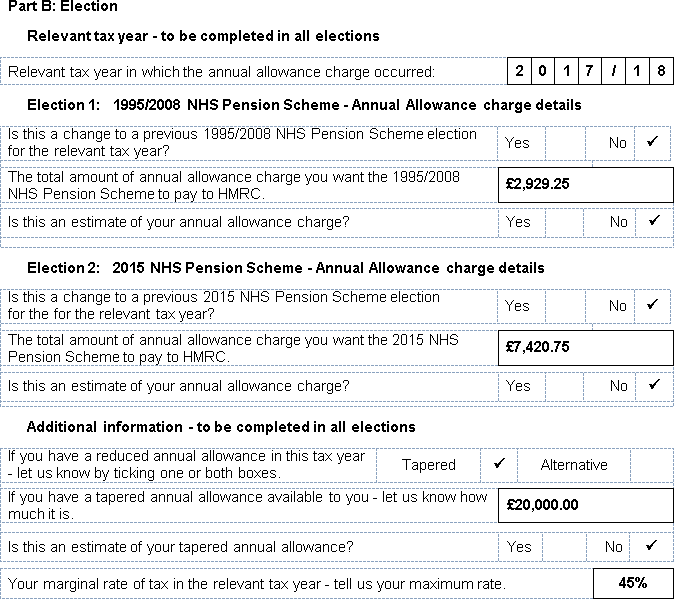 Part B: Election
Relevant tax year - to be completed in all elections
Relevant tax year in which the annual allowance charge occurred: 2 0 1 7 / 1 8
Election 1: 1995/2008 NHS Pension Scheme - Annual Allowance charge details
Is this a change to a previous 1995/2008 NHS Pension Scheme election
for the relevant tax year? Yes No ✓
The total amount of annual allowance charge you want the 1995/2008
NHS Pension Scheme to pay to HMRC. £2,929.25
Is this an estimate of your annual allowance charge? Yes No ✓
Election 2: 2015 NHS Pension Scheme - Annual Allowance charge details
Is this a change to a previous 2015 NHS Pension Scheme election
for the for the relevant tax year? Yes No ✓
The total amount of annual allowance charge you want the 2015 NHS
Pension Scheme to pay to HMRC. £7,420.75
Is this an estimate of your annual allowance charge? Yes No ✓
Additional information - to be completed in all elections
If you have a reduced annual allowance in this tax year
- let us know by ticking one or both boxes. Tapered ✓ Alternative
If you have a tapered annual allowance available to you - let us know how
much it is. £20,000.00
Is this an estimate of your tapered annual allowance? Yes No ✓
Your marginal rate of tax in the relevant tax year - tell us your maximum rate. 45%